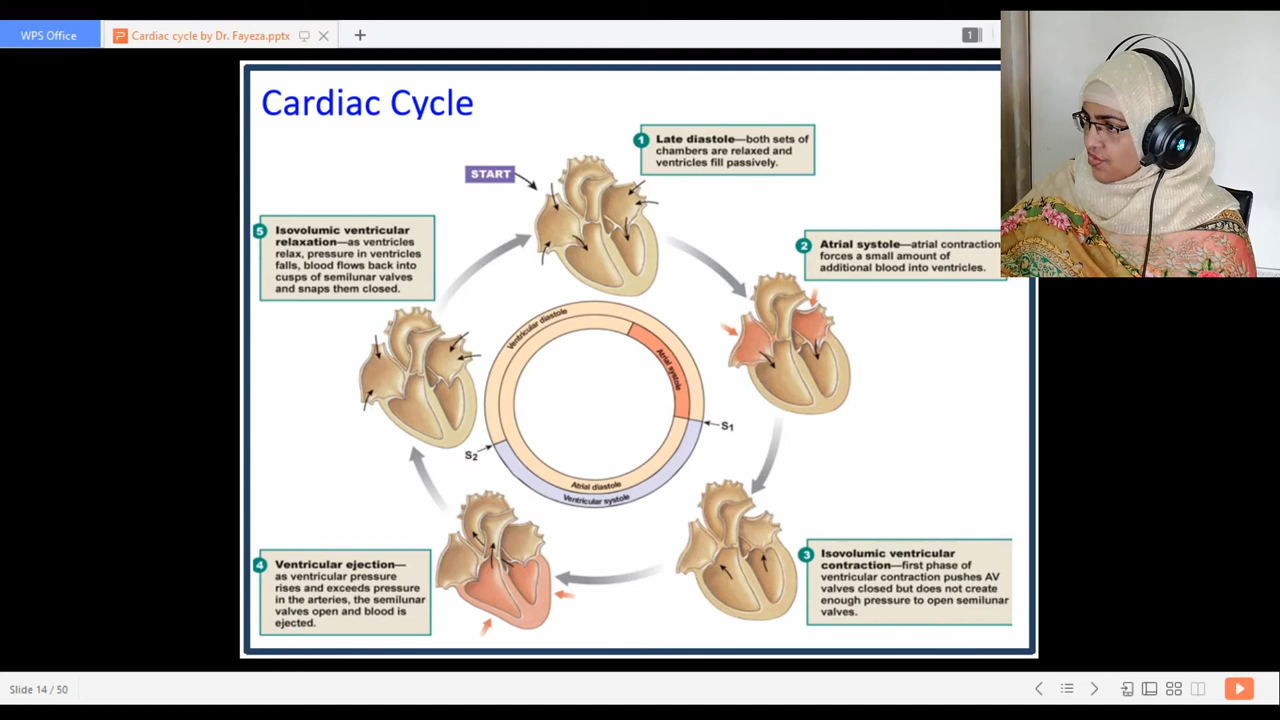 WPS Office
Cardiac cycle by Dr. Fayeza.pptx
1
Cardiac Cycle
START
1 Late diastole—both sets of
chambers are relaxed and
ventricles fill passively.
2 Atrial systole—atrial contraction
forces a small amount of
additional blood into ventricles.
5 Isovolumic ventricular
relaxation—as ventricles
relax, pressure in ventricles
falls, blood flows back into
cusps of semilunar valves
and snaps them closed.
Ventricular diastole
Atrial systole
S1
S2
Atrial diastole
Ventricular systole
3 Isovolumic ventricular
contraction—first phase of
ventricular contraction pushes AV
valves closed but does not create
enough pressure to open semilunar
valves.
4 Ventricular ejection—
as ventricular pressure
rises and exceeds pressure
in the arteries, the semilunar
valves open and blood is
ejected.
Slide 14 / 50